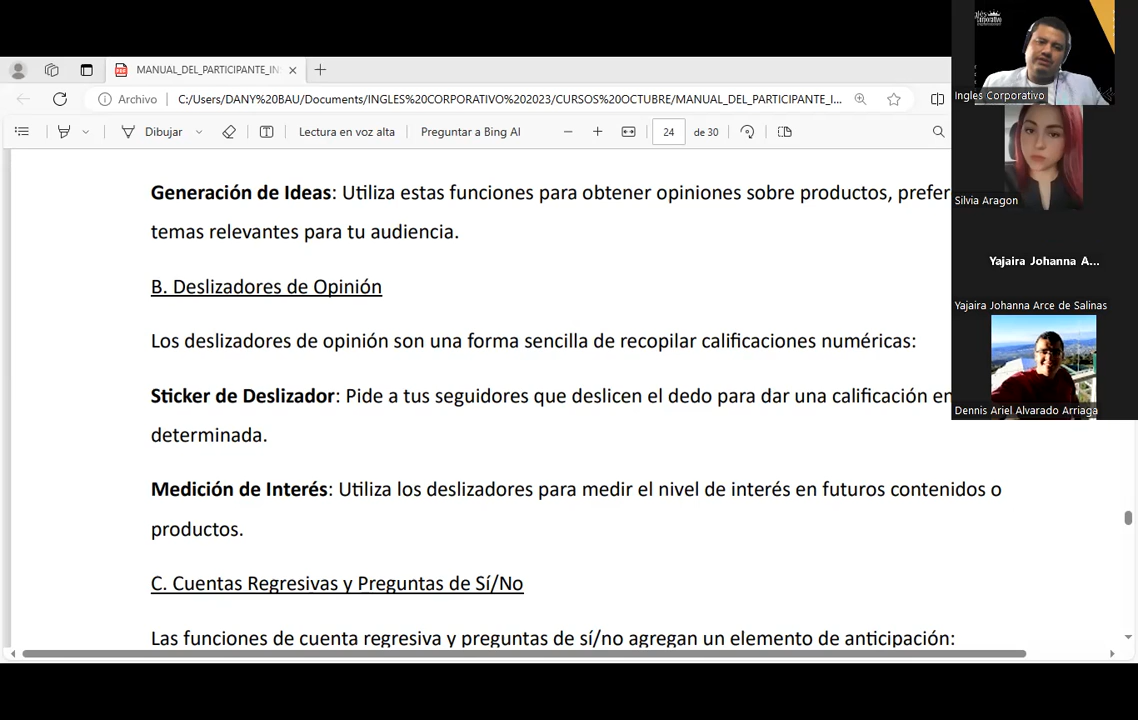 MANUAL_DEL_PARTICIPANTE_IN
Archivo
C:/Users/DANY%20BAU/Documents/INGLES%20CORPORATIVO%202023/CURSOS%20OCTUBRE/MANUAL_DEL_PARTICIPANTE_I...
Dibujar
Lectura en voz alta
Preguntar a Bing AI
24
de 30
Generación de Ideas: Utiliza estas funciones para obtener opiniones sobre productos, prefer
temas relevantes para tu audiencia.
B. Deslizadores de Opinión
Los deslizadores de opinión son una forma sencilla de recopilar calificaciones numéricas:
Sticker de Deslizador: Pide a tus seguidores que deslicen el dedo para dar una calificación en
determinada.
Medición de Interés: Utiliza los deslizadores para medir el nivel de interés en futuros contenidos o
productos.
C. Cuentas Regresivas y Preguntas de Sí/No
Las funciones de cuenta regresiva y preguntas de sí/no agregan un elemento de anticipación:
Ingles Corporativo
Silvia Aragon
Yajaira Johanna A...
Yajaira Johanna Arce de Salinas
Dennis Ariel Alvarado Arriaga